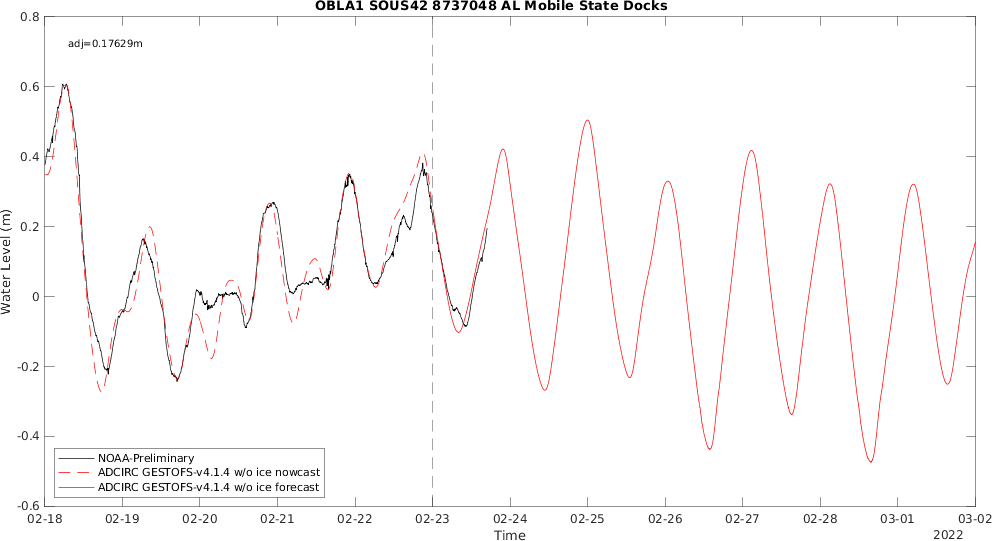 OBLA1 SOUS42 8737048 AL Mobile State Docks
adj=0.17629m
0.8
0.6
0.4
0.2
0
-0.2
-0.4
-0.6
Water Level (m)
NOAA-Preliminary
ADCIRC GESTOFS-v4.1.4 w/o ice nowcast
ADCIRC GESTOFS-v4.1.4 w/o ice forecast
02-18 02-19 02-20 02-21 02-22 02-23 02-24 02-25 02-26 02-27 02-28 03-01 03-02
Time
2022